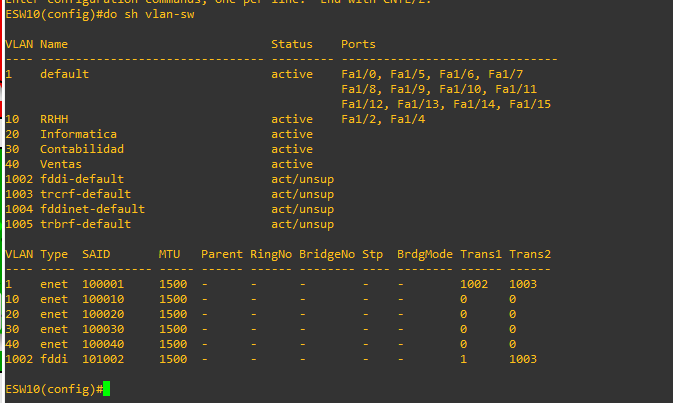 Enter configuration commands, one per line.  End with CNTL/Z.
ESW10(config)#do sh vlan-sw
VLAN Name                             Status    Ports
---- -------------------------------- --------- -------------------------------
1    default                          active    Fa1/0, Fa1/5, Fa1/6, Fa1/7
                                                Fa1/8, Fa1/9, Fa1/10, Fa1/11
                                                Fa1/12, Fa1/13, Fa1/14, Fa1/15
10   RRHH                             active    Fa1/2, Fa1/4
20   Informatica                      active
30   Contabilidad                     active
40   Ventas                           active
1002 fddi-default                     act/unsup
1003 trcrf-default                    act/unsup
1004 fddinet-default                  act/unsup
1005 trbrf-default                    act/unsup
VLAN Type  SAID       MTU   Parent RingNo BridgeNo Stp  BrdgMode Trans1 Trans2
---- ----- ---------- ----- ------ ------ -------- ---- -------- ------ ------
1    enet  100001     1500  -      -      -        -    -        1002   1003
10   enet  100010     1500  -      -      -        -    -        0      0
20   enet  100020     1500  -      -      -        -    -        0      0
30   enet  100030     1500  -      -      -        -    -        0      0
40   enet  100040     1500  -      -      -        -    -        0      0
1002 fddi  101002     1500  -      -      -        -    -        1      1003
ESW10(config)#